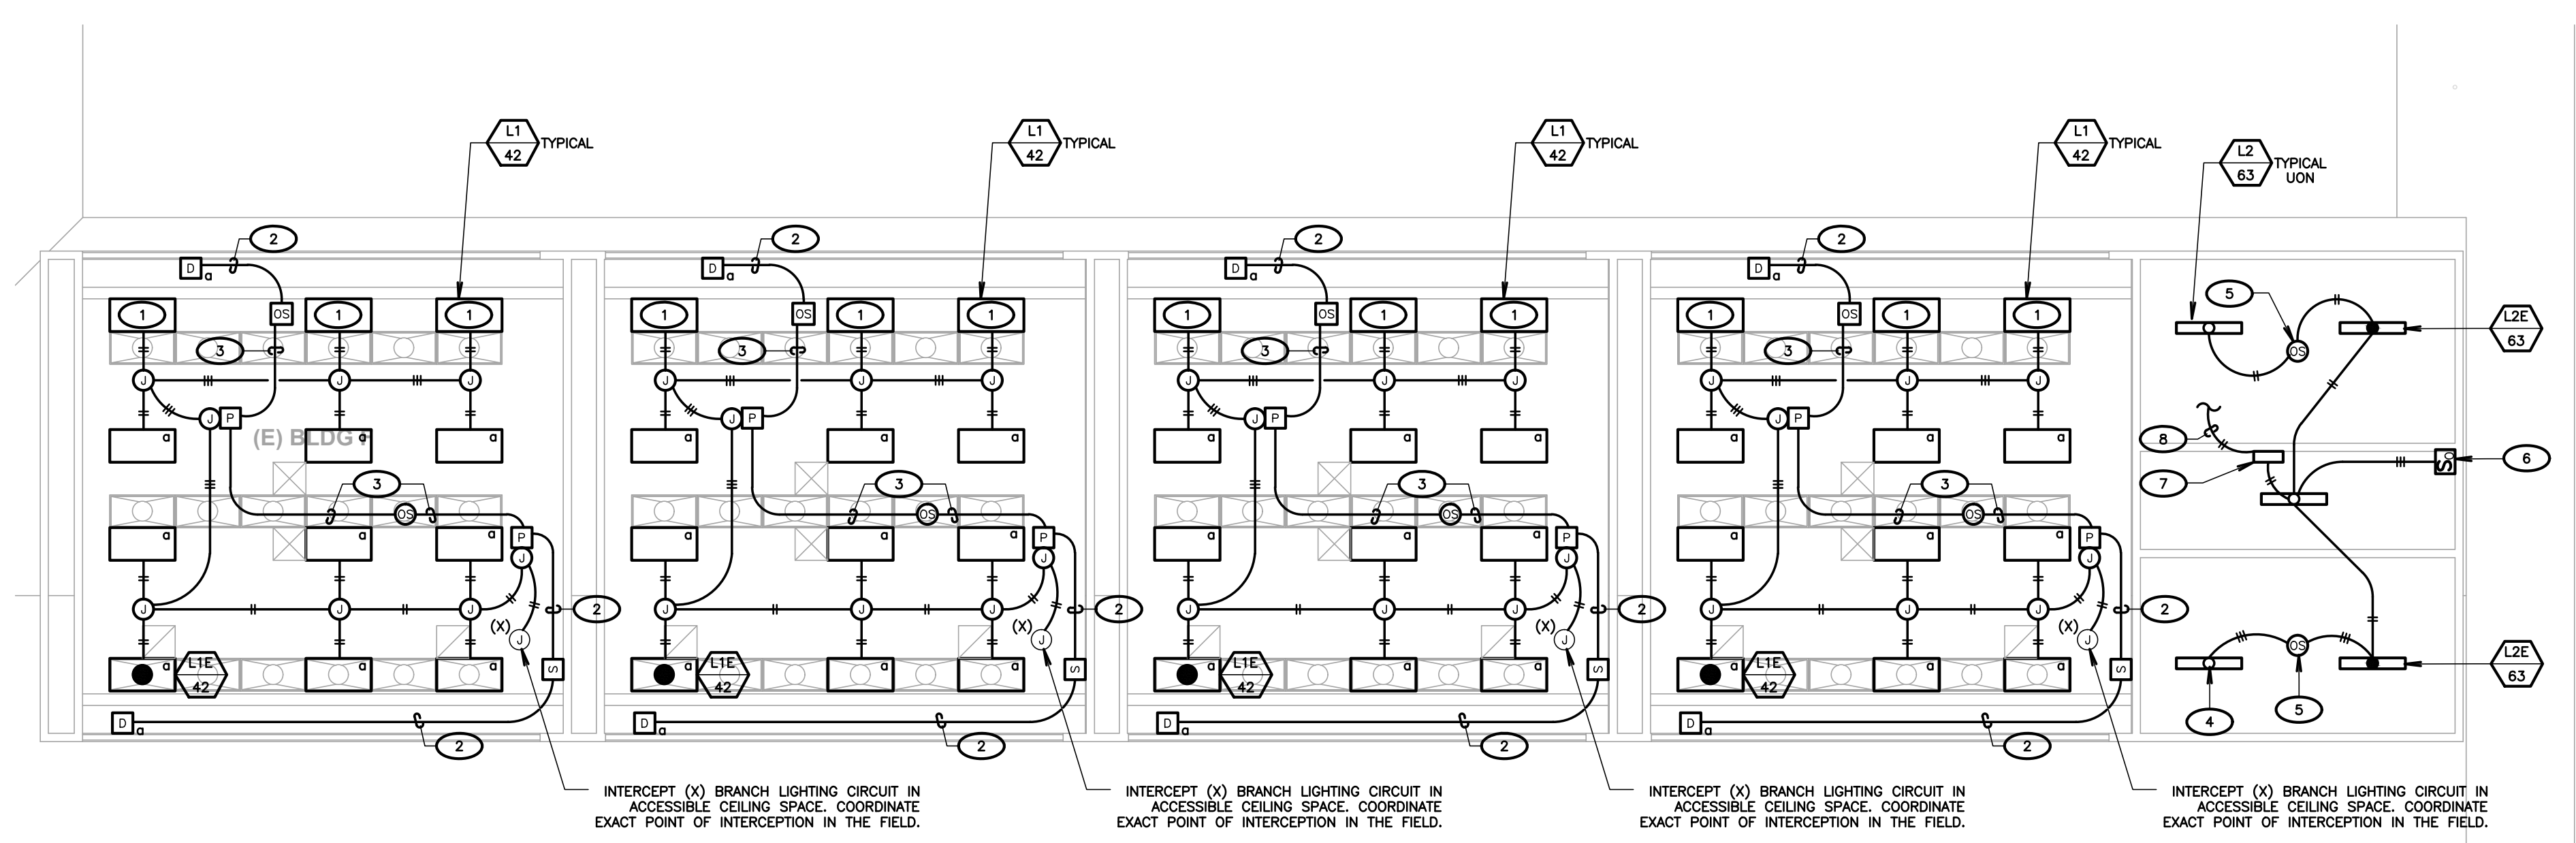 L1
42
TYPICAL
L1
42
TYPICAL
L1
42
TYPICAL
L1
42
TYPICAL
L2
63
TYPICAL
UON
2
2
2
2
D
a
D
a
D
a
D
a
5
OS
OS
OS
OS
1
1
1
1
1
1
1
1
1
1
1
1
L2E
63
OS
3
3
3
3
J
J
J
J
J
J
J
J
J
J
J
J
J
P
J
P
J
P
J
P
(E) BLDG
a
a
a
a
a
a
a
a
a
a
a
a
8
7
6
3
3
3
3
OS
OS
OS
OS
P
P
P
P
a
a
a
a
a
a
a
a
a
a
a
a
J
J
J
J
J
J
J
2
J
J
J
2
J
J
J
2
J
J
J
2
(X)
J
(X)
J
(X)
J
(X)
J
OS
L2E
63
a
L1E
42
a
a
S
a
L1E
42
a
a
S
a
L1E
42
a
a
S
a
L1E
42
a
a
S
4
5
D
a
D
a
D
a
D
a
2
2
2
2
INTERCEPT (X) BRANCH LIGHTING CIRCUIT IN
ACCESSIBLE CEILING SPACE. COORDINATE
EXACT POINT OF INTERCEPTION IN THE FIELD.
INTERCEPT (X) BRANCH LIGHTING CIRCUIT IN
ACCESSIBLE CEILING SPACE. COORDINATE
EXACT POINT OF INTERCEPTION IN THE FIELD.
INTERCEPT (X) BRANCH LIGHTING CIRCUIT IN
ACCESSIBLE CEILING SPACE. COORDINATE
EXACT POINT OF INTERCEPTION IN THE FIELD.
INTERCEPT (X) BRANCH LIGHTING CIRCUIT IN
ACCESSIBLE CEILING SPACE. COORDINATE
EXACT POINT OF INTERCEPTION IN THE FIELD.